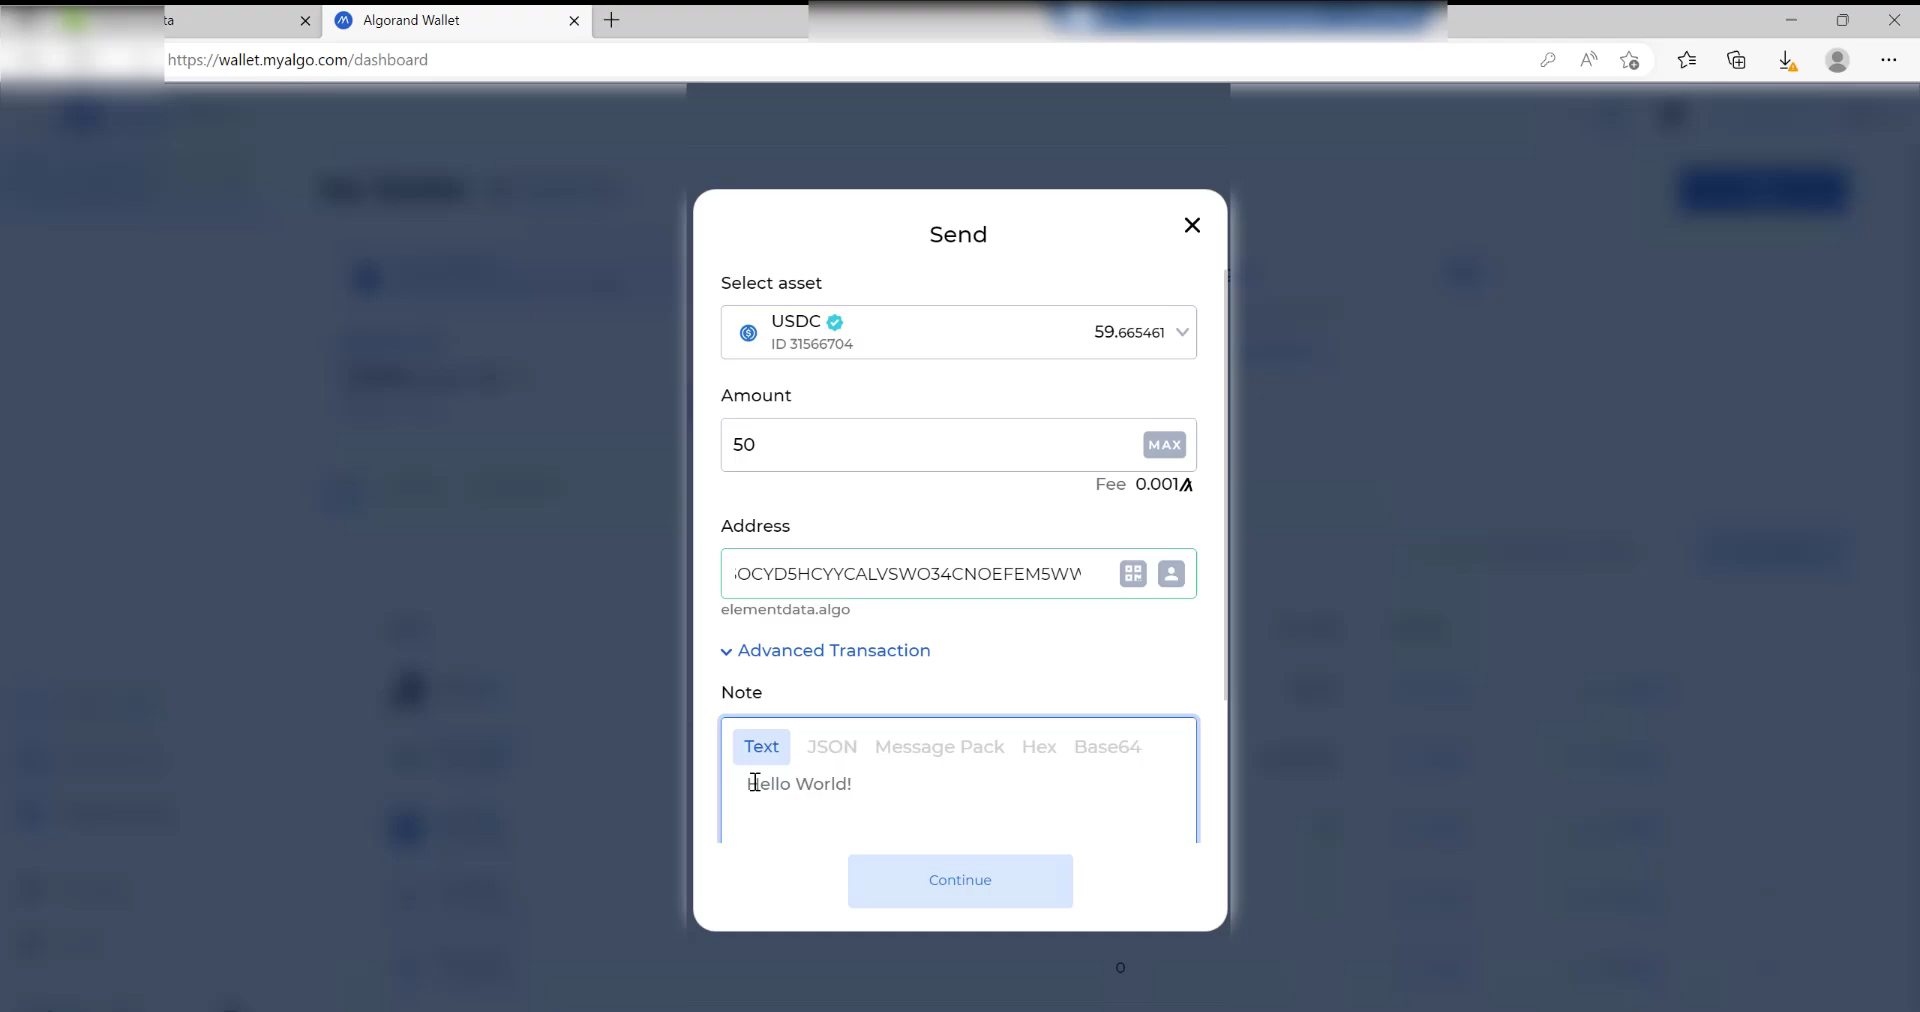 ta
Algorand Wallet
https://wallet.myalgo.com/dashboard
Send
Select asset
USDC
ID 31566704
59.665461
Amount
50
MAX
Fee 0.001
Address
OCYD5HCYYCALVSWO34CNOEFEM5WW
elementdata.algo
Advanced Transaction
Note
Text JSON Message Pack Hex Base64
Hello World!
Continue
0